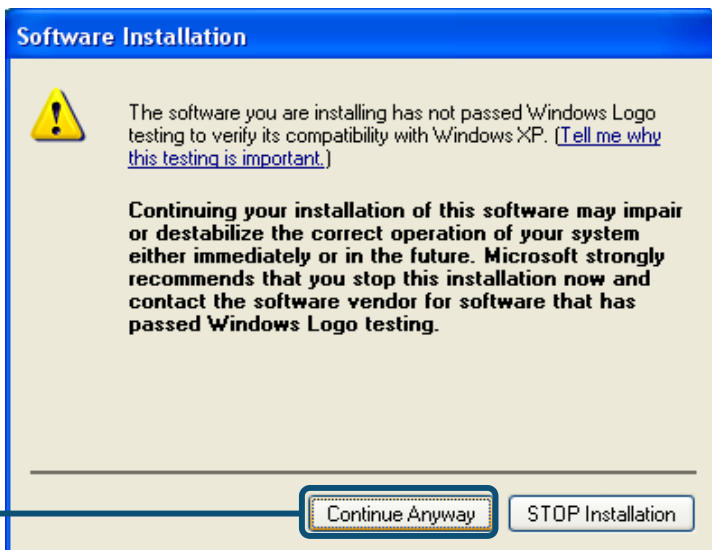 Software Installation
The software you are installing has not passed Windows Logo
testing to verify its compatibility with Windows XP. (Tell me why
this testing is important.)
Continuing your installation of this software may impair
or destabilize the correct operation of your system
either immediately or in the future. Microsoft strongly
recommends that you stop this installation now and
contact the software vendor for software that has
passed Windows Logo testing.
Continue Anyway
STOP Installation